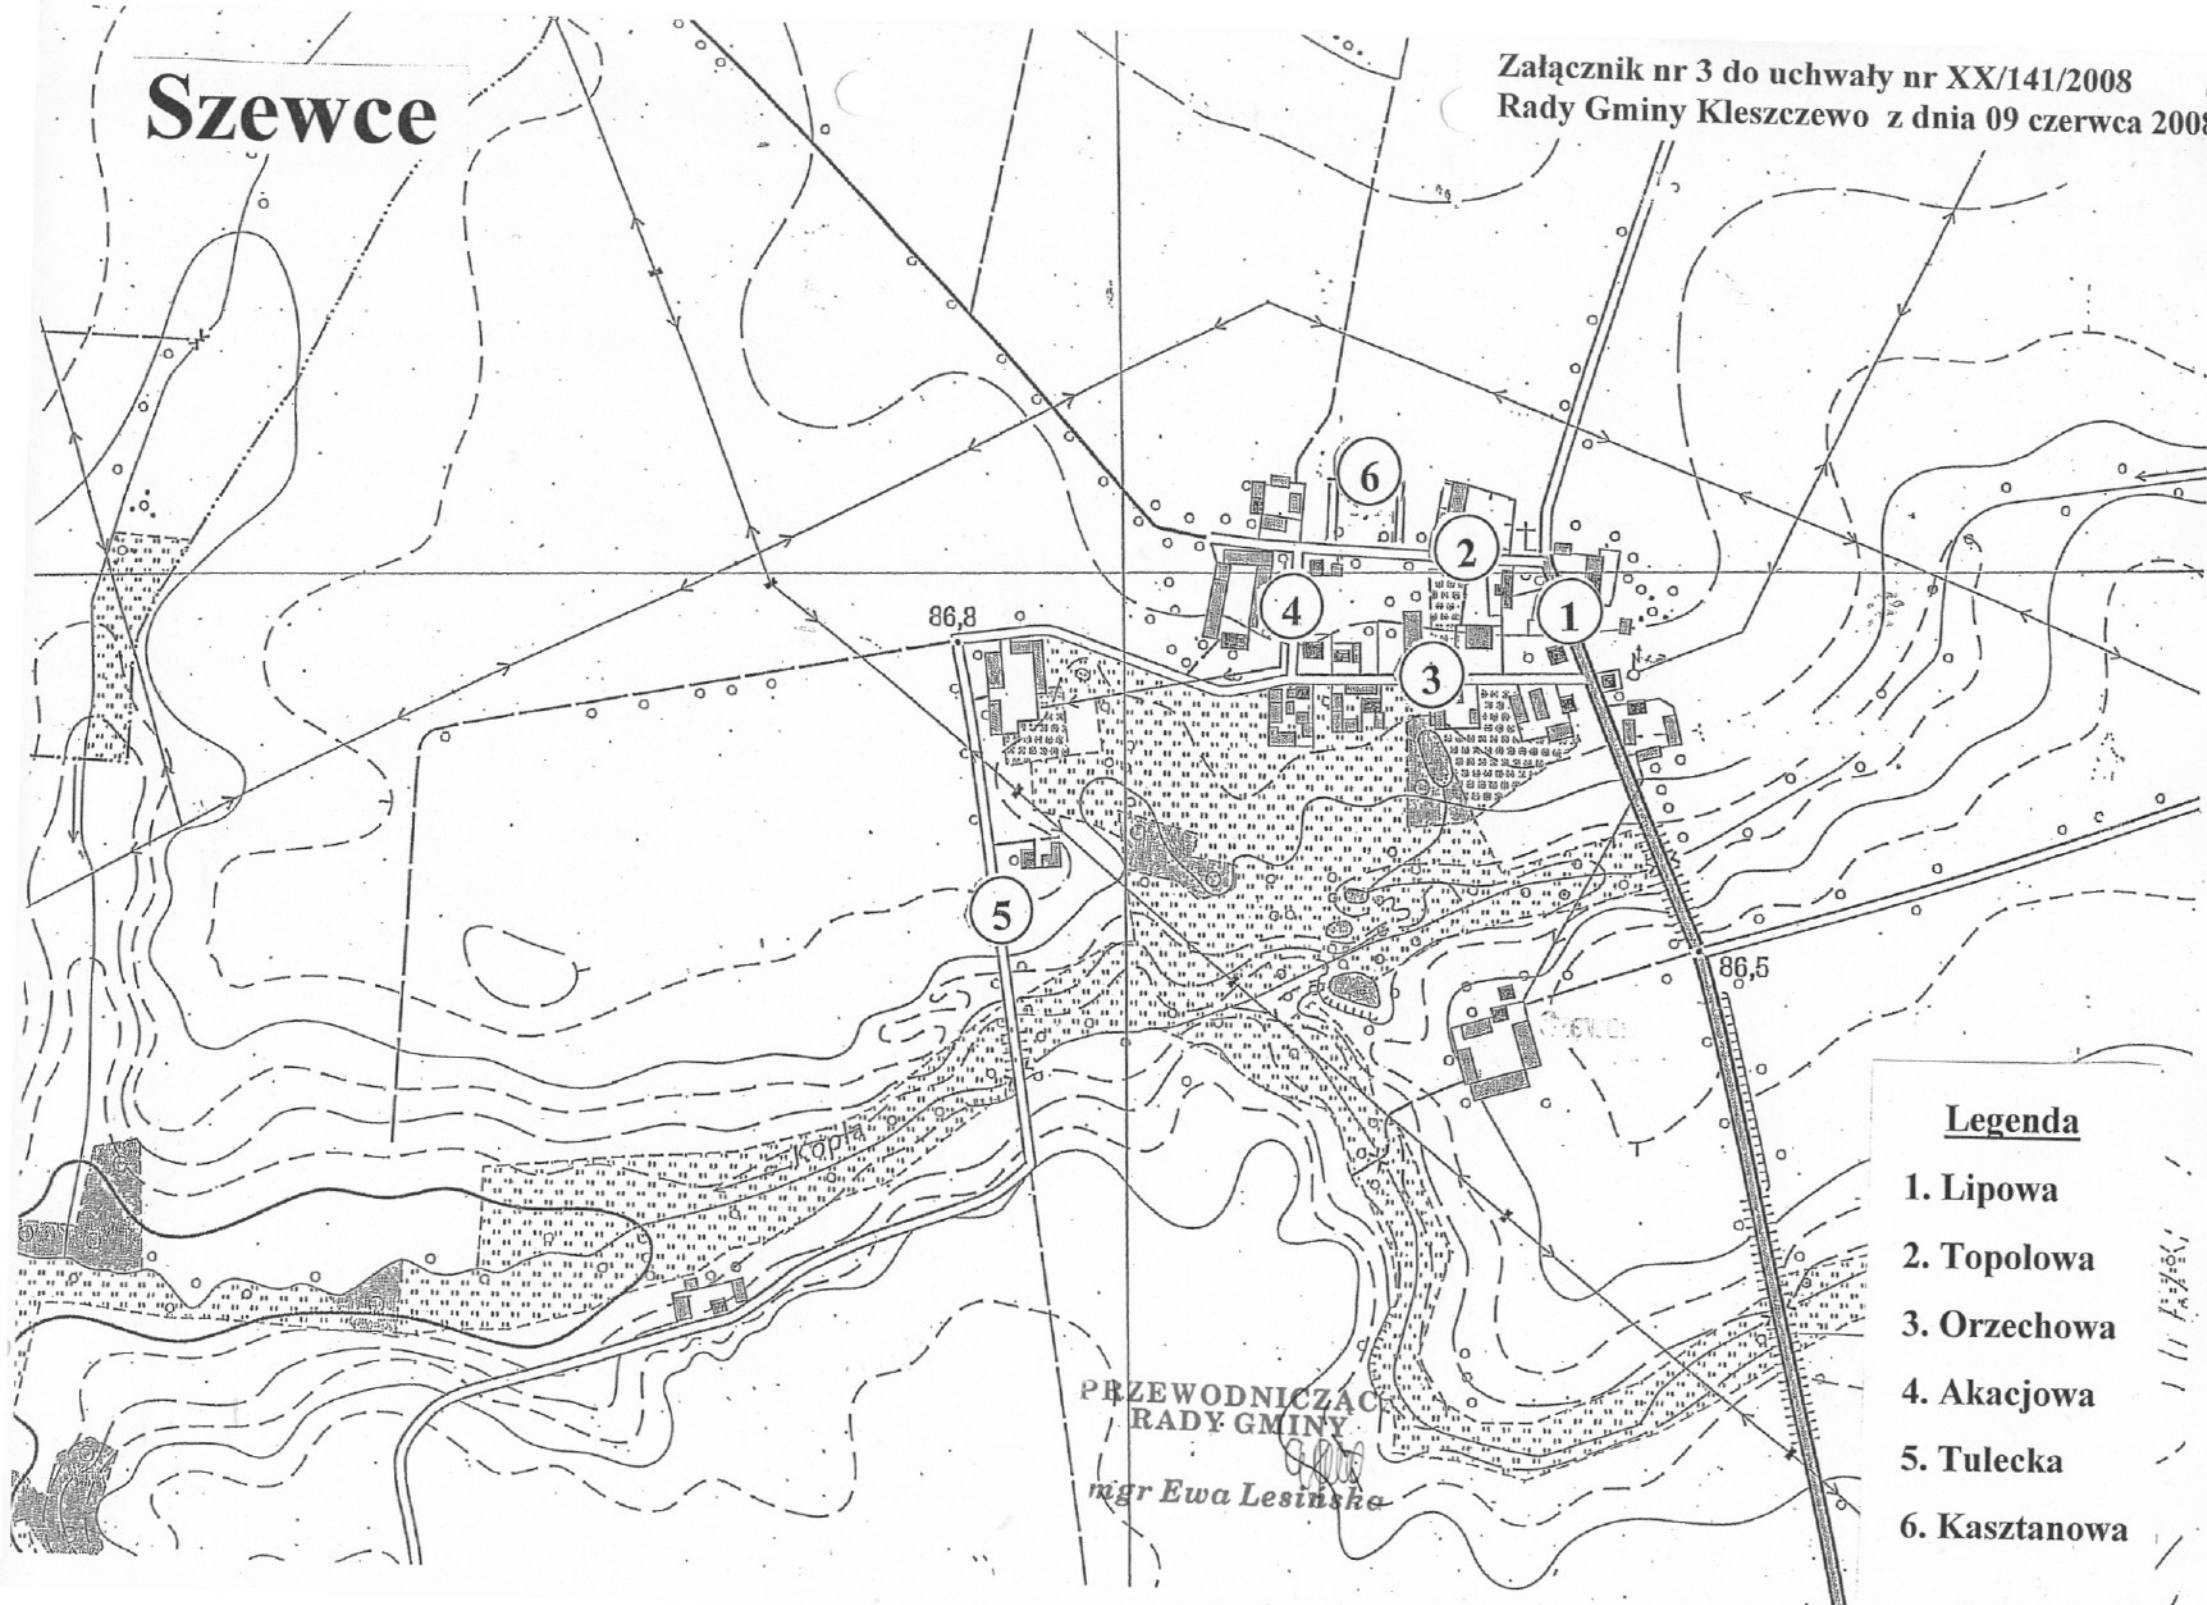 Szewce
Załącznik nr 3 do uchwały nr XX/141/2008
Rady Gminy Kleszczewo z dnia 09 czerwca 2008
6
2
4
1
86,8
3
5
86,5
Kopla
PRZEWODNICZĄC
RADY GMINY
mgr Ewa Lesińska
Legenda
1. Lipowa
2. Topolowa
3. Orzechowa
4. Akacjowa
5. Tulecka
6. Kasztanowa